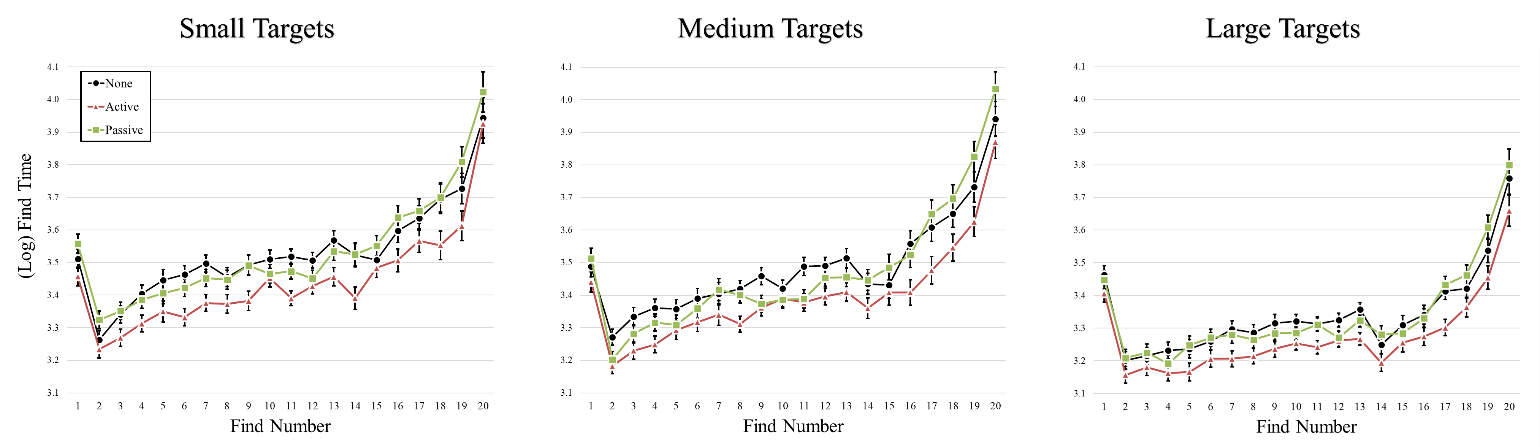 Small Targets
Medium Targets
Large Targets
(Log) Find Time
4.1
4.0
3.9
3.8
3.7
3.6
3.5
3.4
3.3
3.2
3.1
None
Active
Passive
1 2 3 4 5 6 7 8 9 10 11 12 13 14 15 16 17 18 19 20
Find Number
4.1
4.0
3.9
3.8
3.7
3.6
3.5
3.4
3.3
3.2
3.1
1 2 3 4 5 6 7 8 9 10 11 12 13 14 15 16 17 18 19 20
Find Number
4.1
4.0
3.9
3.8
3.7
3.6
3.5
3.4
3.3
3.2
3.1
1 2 3 4 5 6 7 8 9 10 11 12 13 14 15 16 17 18 19 20
Find Number